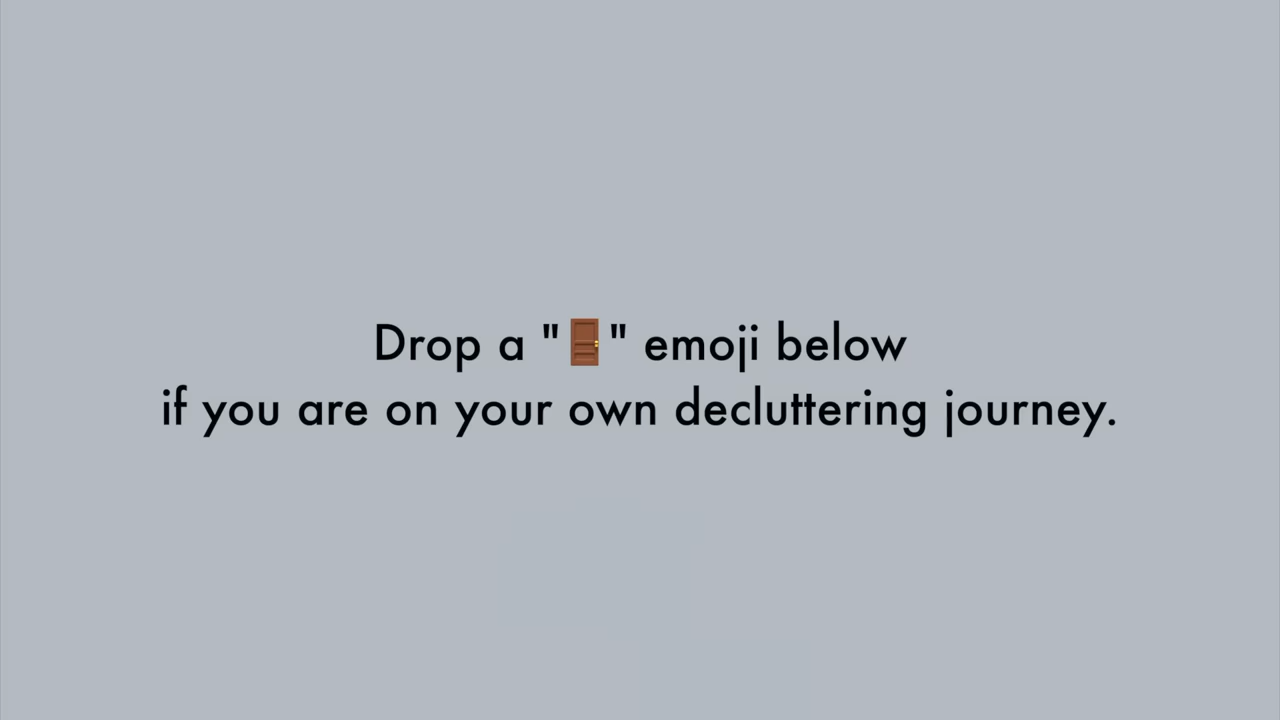 Drop a "🚪" emoji below
if you are on your own decluttering journey.